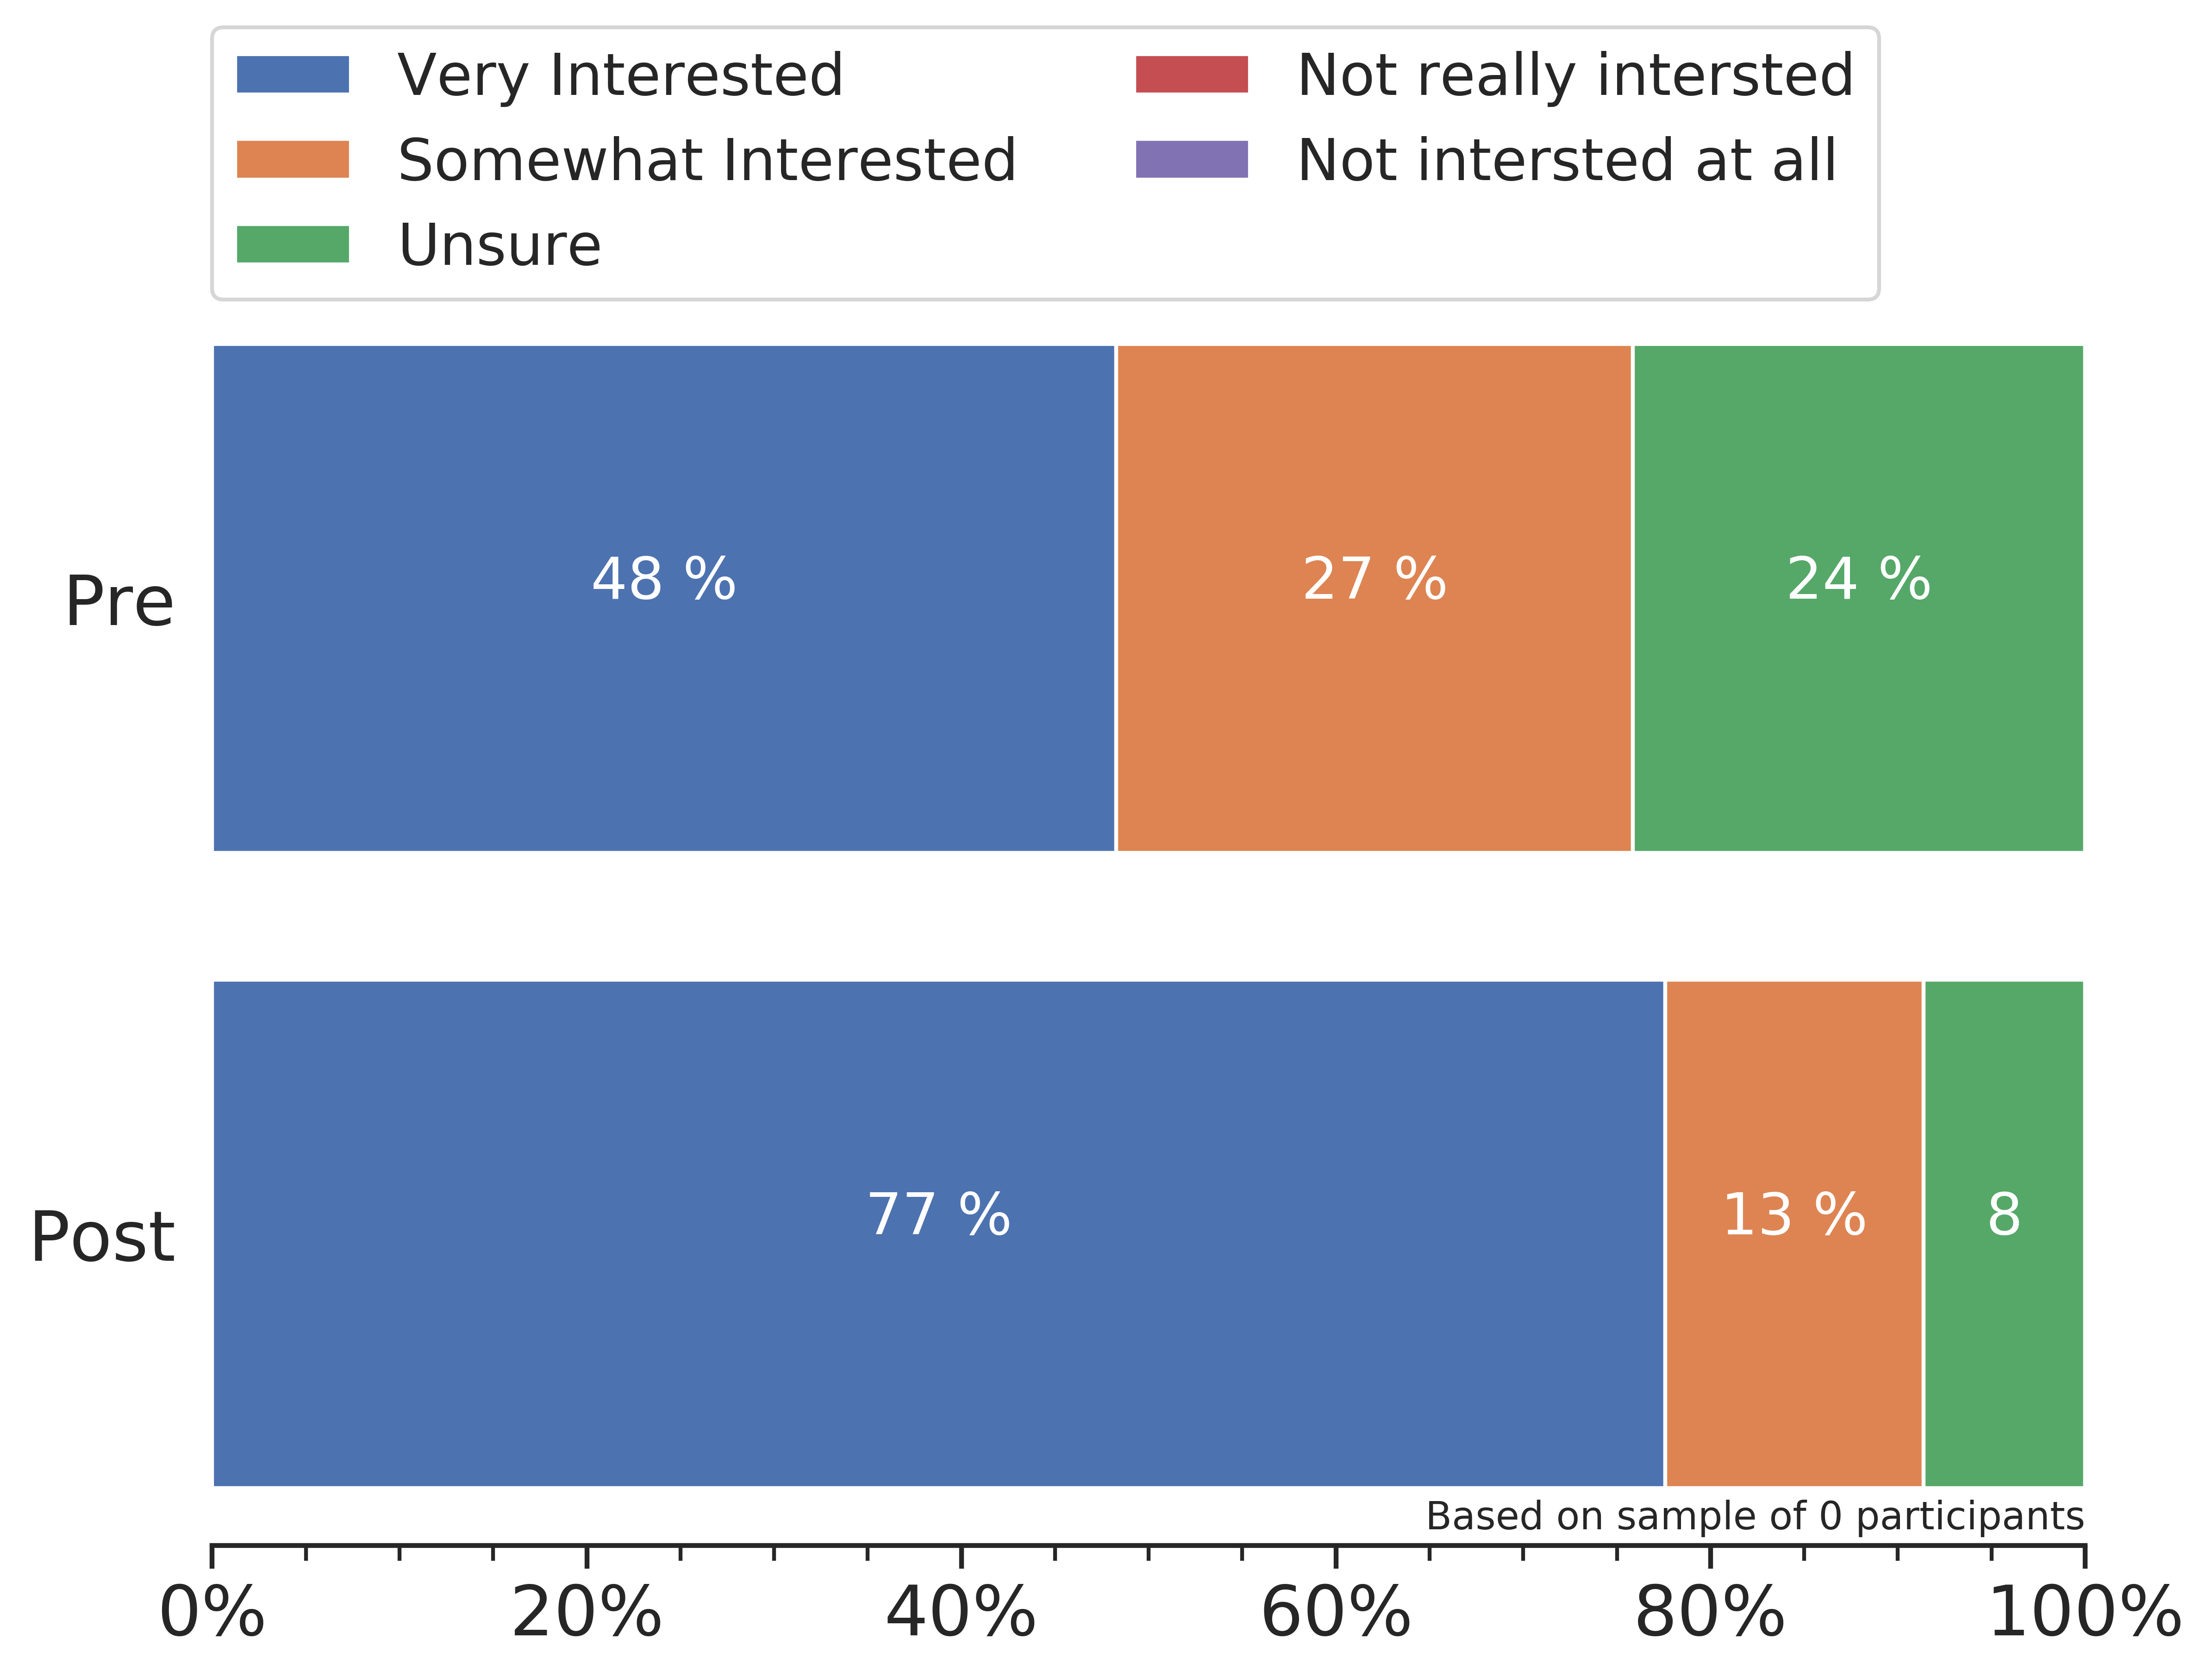 Very Interested
Somewhat Interested
Unsure
Not really intersted
Not intersted at all
Pre
48 %
27 %
24 %
Post
77 %
13 %
8
Based on sample of 0 participants
0%
20%
40%
60%
80%
100%